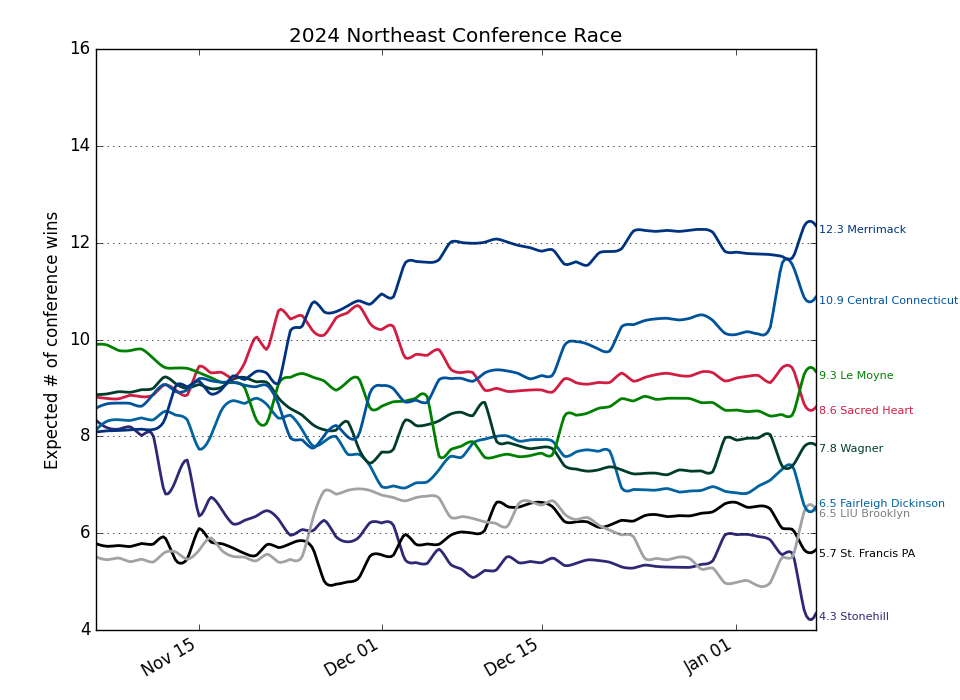 2024 Northeast Conference Race
Expected # of conference wins
16
14
12
10
8
6
4
Nov 15
Dec 01
Dec 15
Jan 01
12.3 Merrimack
10.9 Central Connecticut
9.3 Le Moyne
8.6 Sacred Heart
7.8 Wagner
6.5 Fairleigh Dickinson
6.5 LIU Brooklyn
5.7 St. Francis PA
4.3 Stonehill